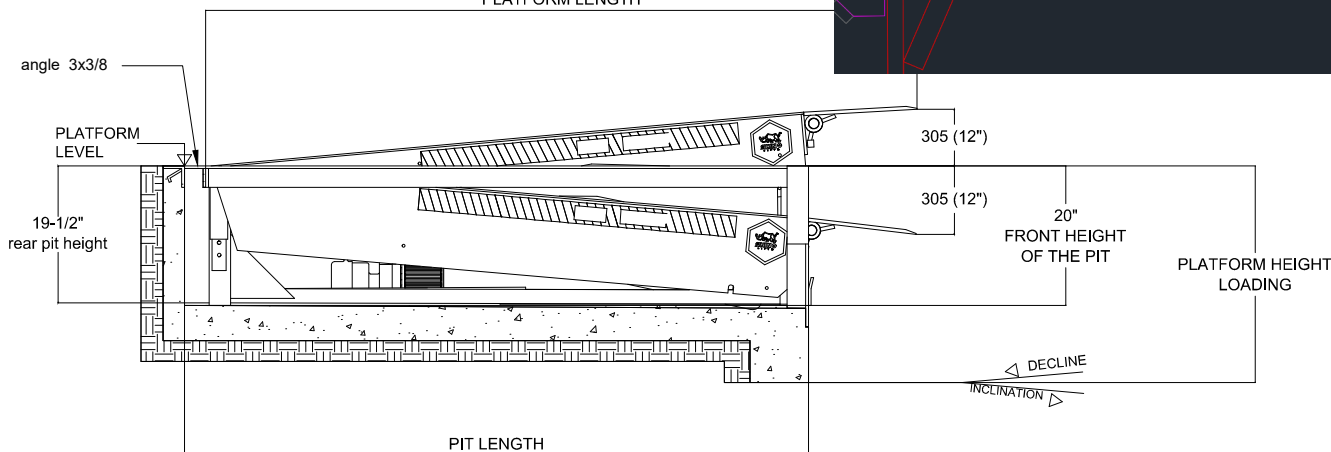 PLATFORM LENGTH
angle 3x3/8
PLATFORM
LEVEL
305 (12")
305 (12")
19-1/2"
rear pit height
20"
FRONT HEIGHT
OF THE PIT
PLATFORM HEIGHT
LOADING
DECLINE
INCLINATION
PIT LENGTH